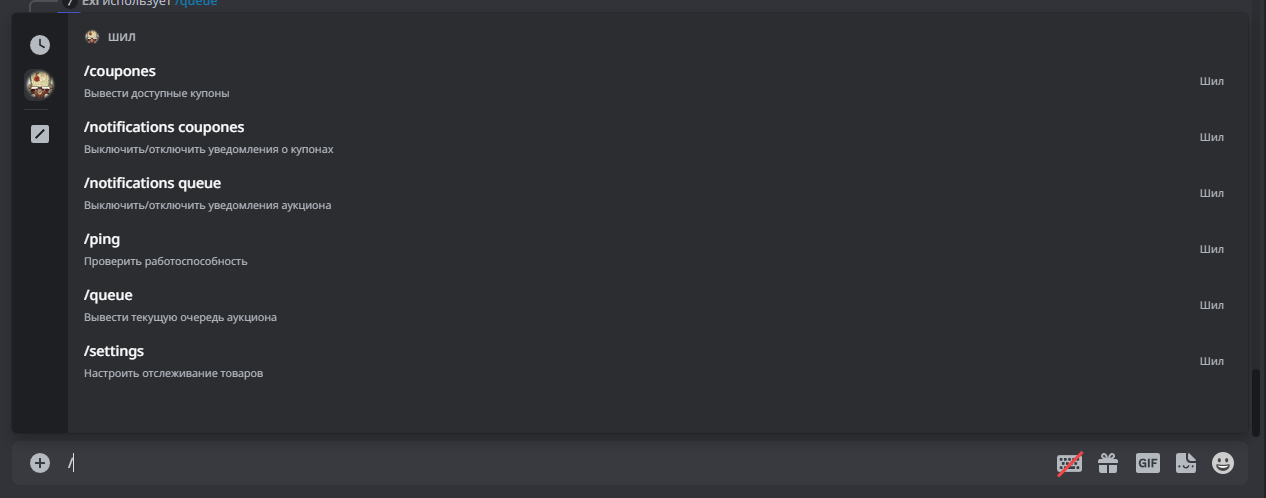 Exi использует /queue
шил
/coupones
Вывести доступные купоны
Шил
/notifications coupones
Выключить/отключить уведомления о купонах
Шил
/notifications queue
Выключить/отключить уведомления аукциона
Шил
/ping
Проверить работоспособность
Шил
/queue
Вывести текущую очередь аукциона
Шил
/settings
Настроить отслеживание товаров
Шил
/
GIF